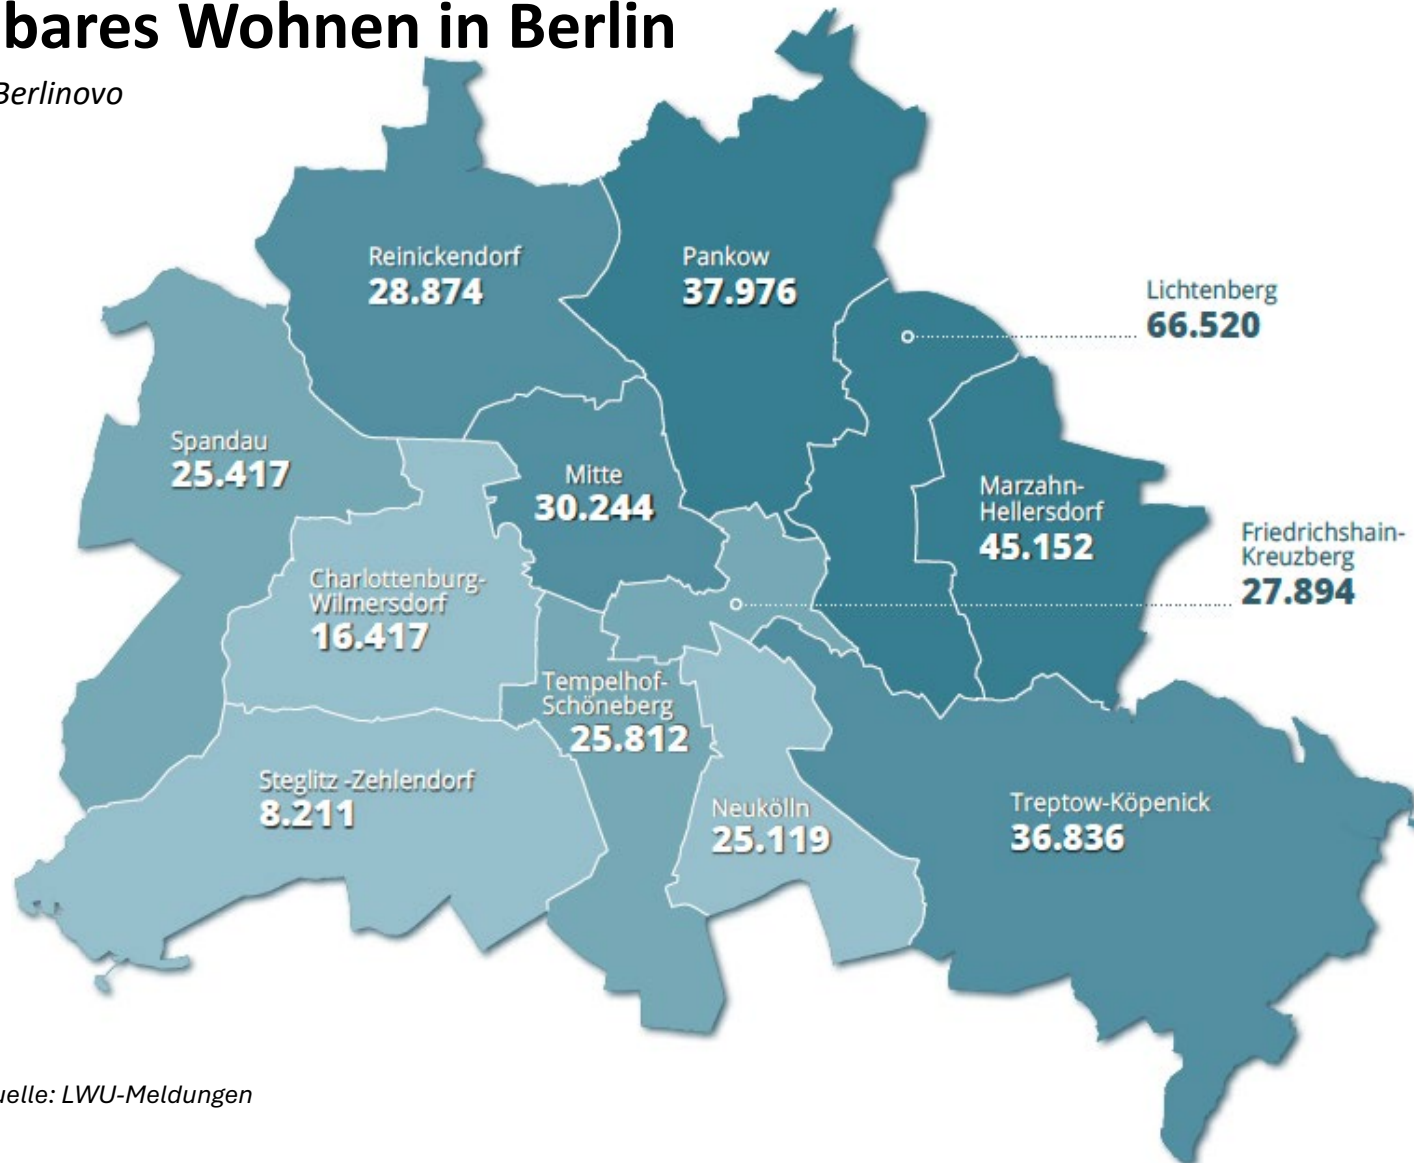 bares Wohnen in Berlin
Berlinovo
Reinickendorf
28.874
Pankow
37.976
Lichtenberg
66.520
Spandau
25.417
Mitte
30.244
Marzahn-
Hellersdorf
45.152
Friedrichshain-
Kreuzberg
27.894
Charlottenburg-
Wilmersdorf
16.417
Tempelhof-
Schöneberg
25.812
Steglitz -Zehlendorf
8.211
Neukölln
25.119
Treptow-Köpenick
36.836
uelle: LWU-Meldungen